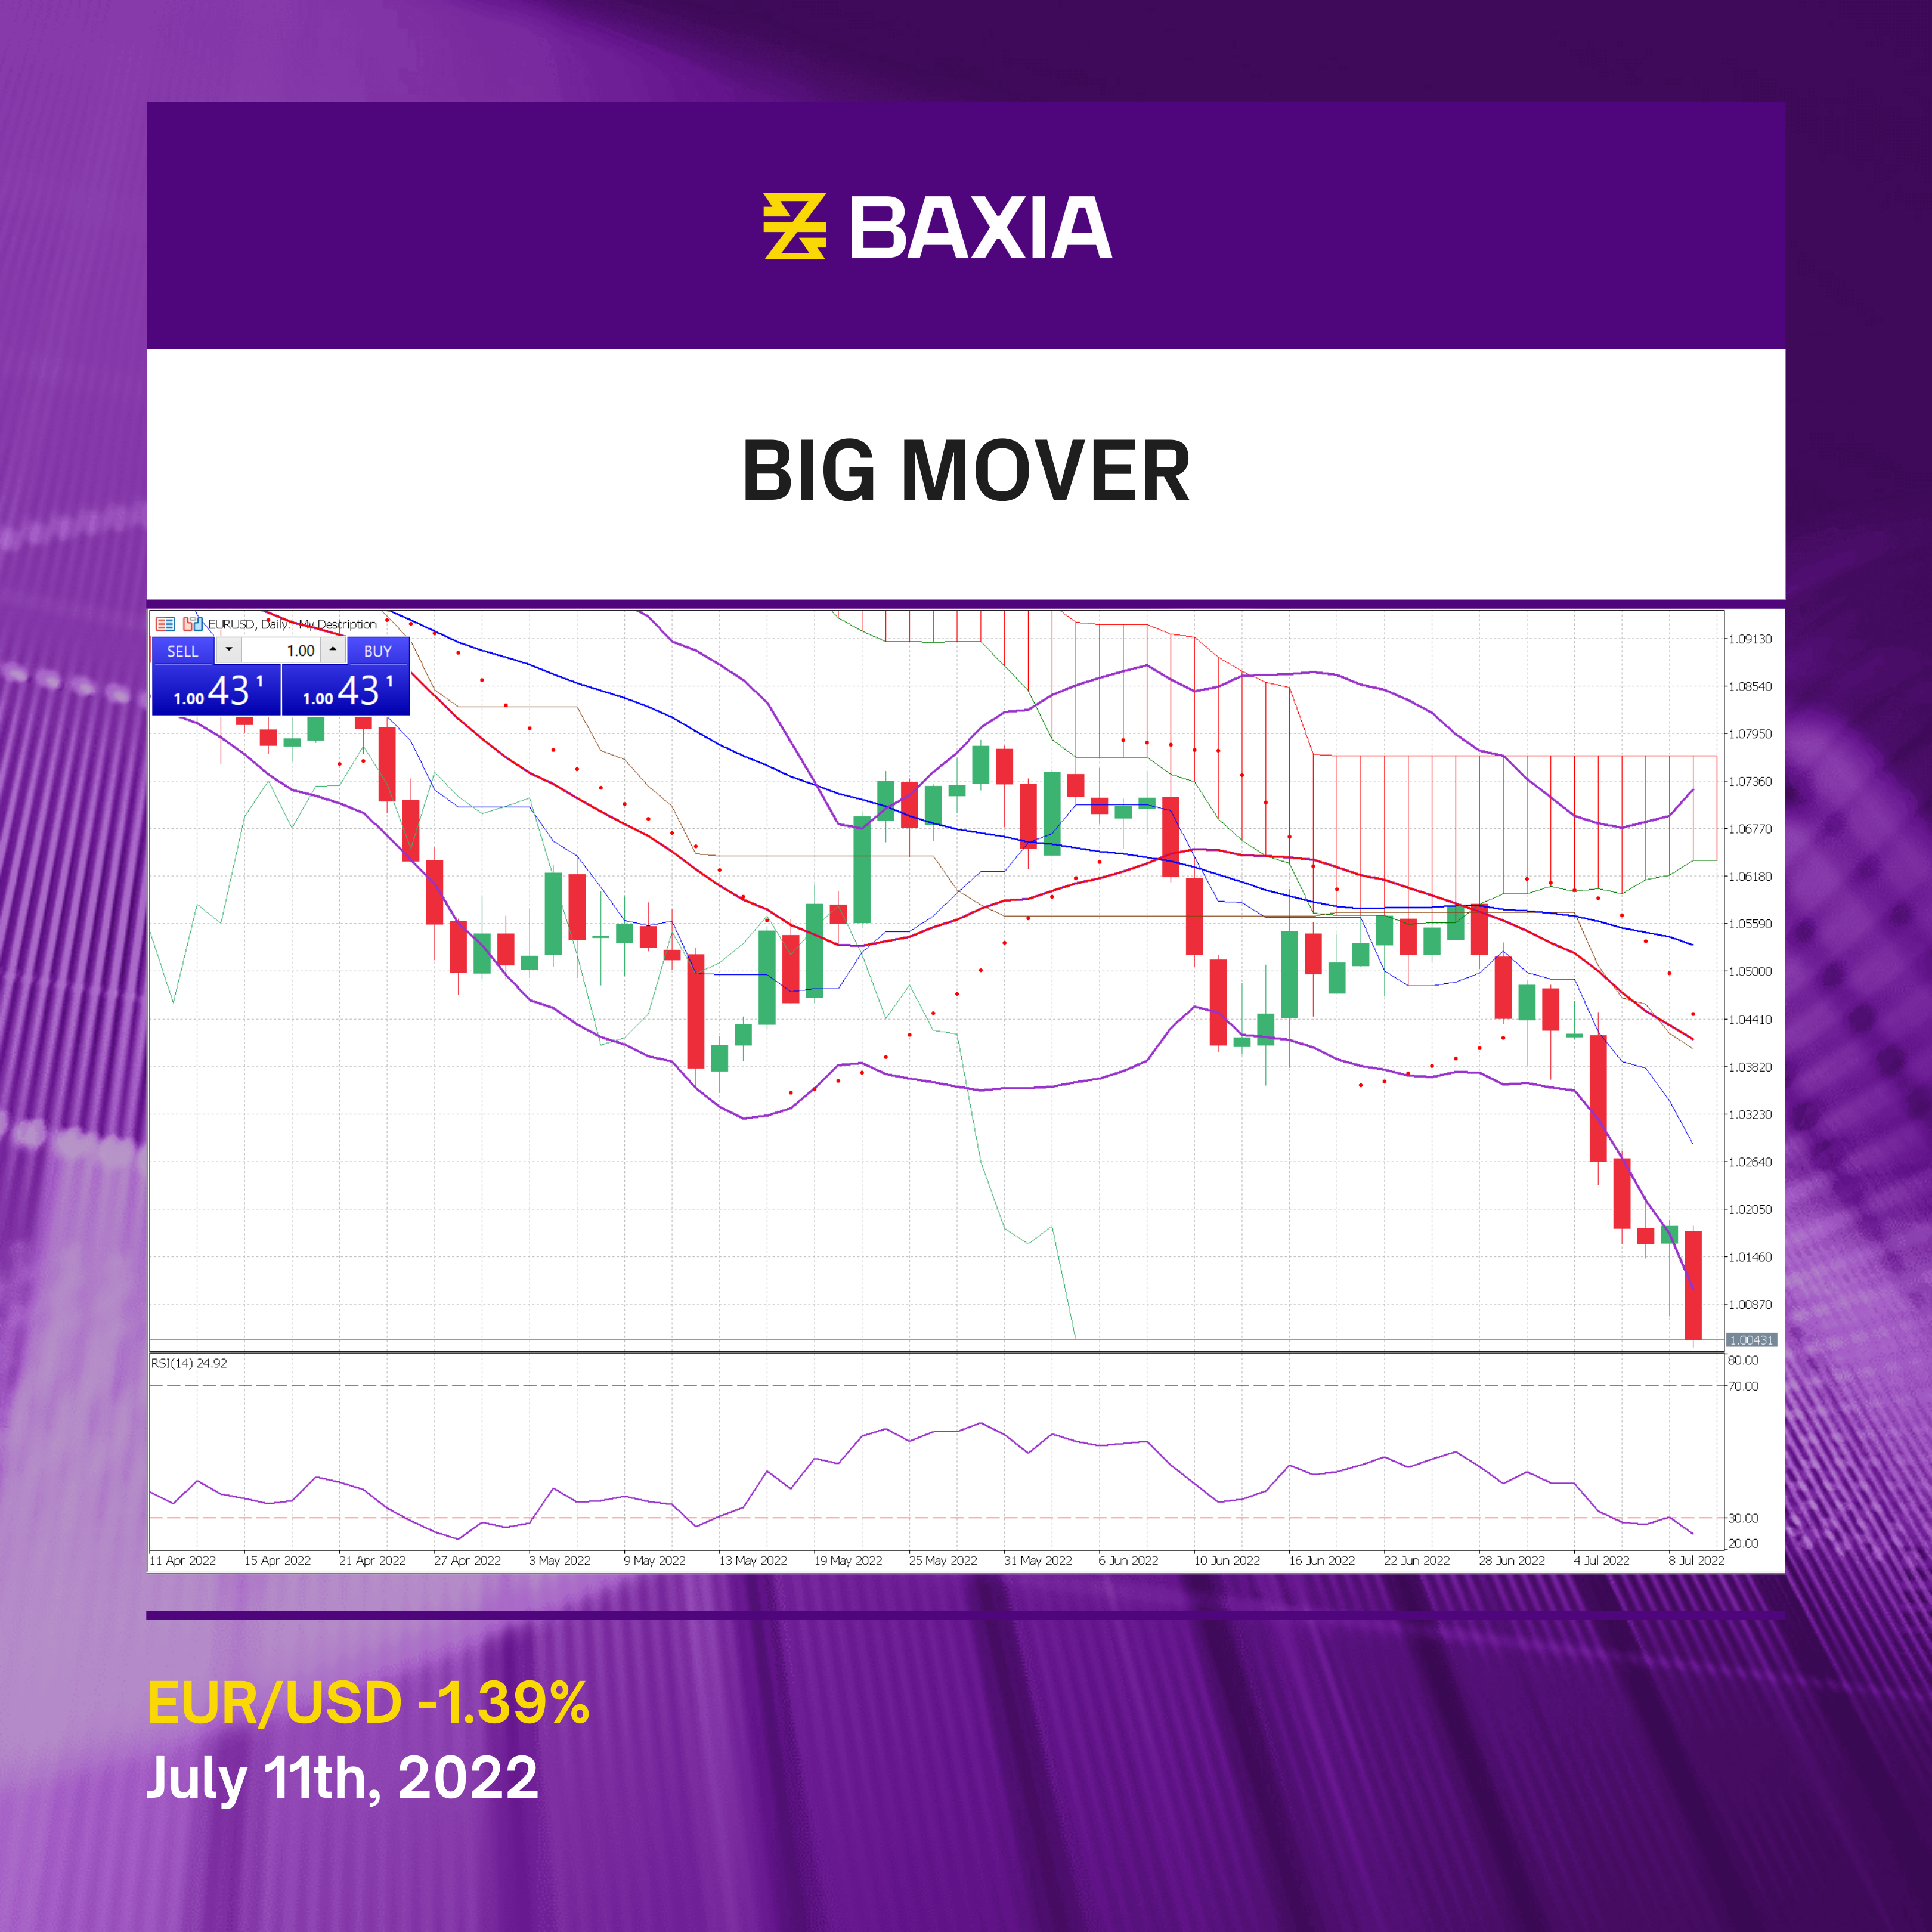 BAXIA
BIG MOVER
EURUSD, Daily: My Description
SELL 1.00 BUY
1.00 43 1 1.00 43 1
1.09130
1.08540
1.07950
1.07360
1.06770
1.06180
1.05590
1.05000
1.04410
1.03820
1.03230
1.02640
1.02050
1.01460
1.00870
1.00431
RSI(14) 24.92
80.00
70.00
30.00
20.00
11 Apr 2022 15 Apr 2022 21 Apr 2022 27 Apr 2022 3 May 2022 9 May 2022 13 May 2022 19 May 2022 25 May 2022 31 May 2022 6 Jun 2022 10 Jun 2022 16 Jun 2022 22 Jun 2022 28 Jun 2022 4 Jul 2022 8 Jul 2022
EUR/USD -1.39%
July 11th, 2022